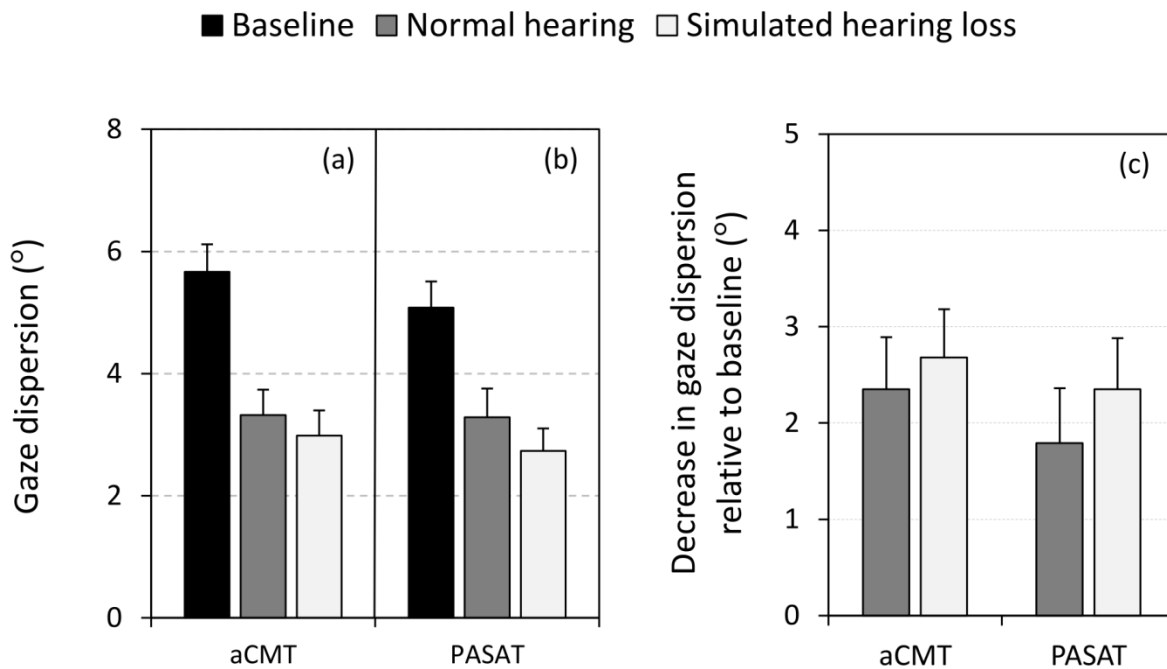 Baseline Normal hearing Simulated hearing loss
Gaze dispersion (°)
8
6
4
2
0
(a)
(b)
aCMT
PASAT
Decrease in gaze dispersion
relative to baseline (°)
5
4
3
2
1
0
(c)
aCMT
PASAT